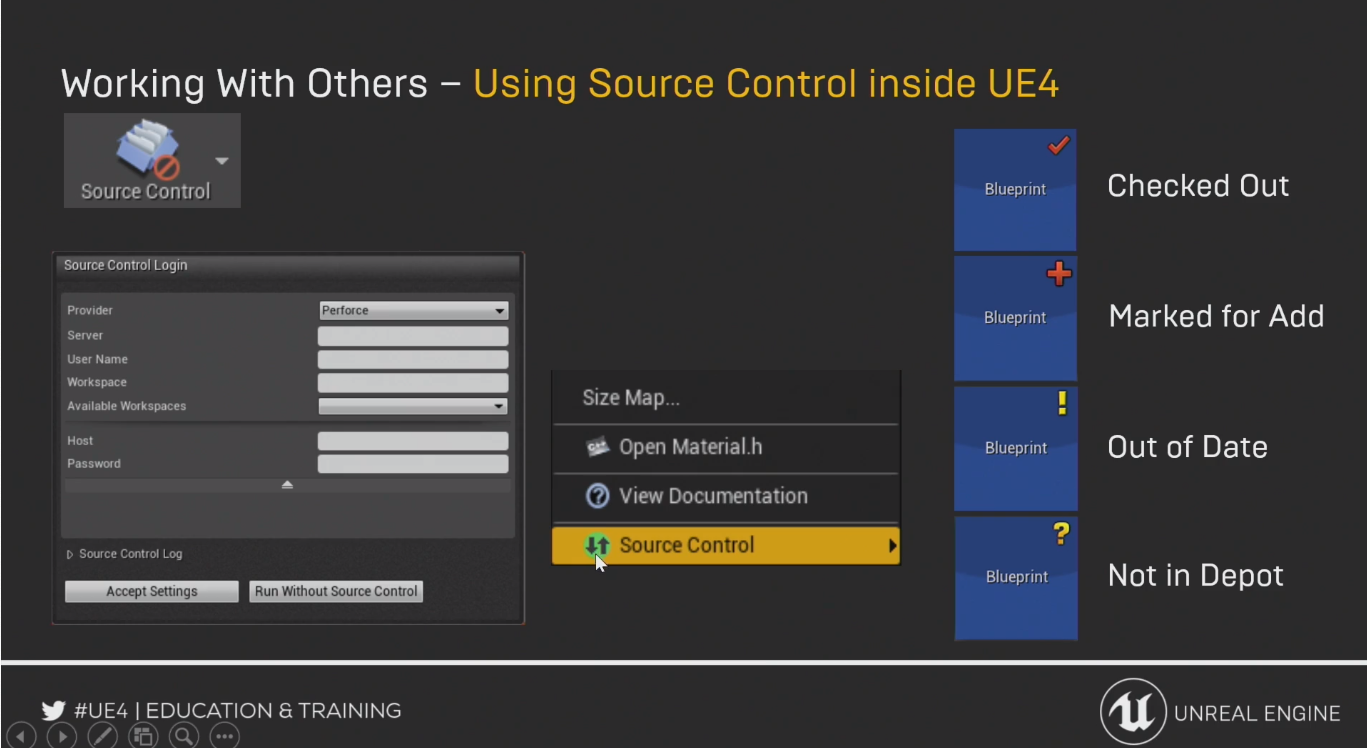 Working With Others – Using Source Control inside UE4
Source Control
Source Control Login
Provider
Perforce
Server
User Name
Workspace
Available Workspaces
Host
Password
Source Control Log
Accept Settings
Run Without Source Control
Size Map...
Open Material.h
View Documentation
Source Control
Blueprint
Checked Out
Blueprint
Marked for Add
Blueprint
Out of Date
Blueprint
Not in Depot
#UE4 | EDUCATION & TRAINING
UNREAL ENGINE